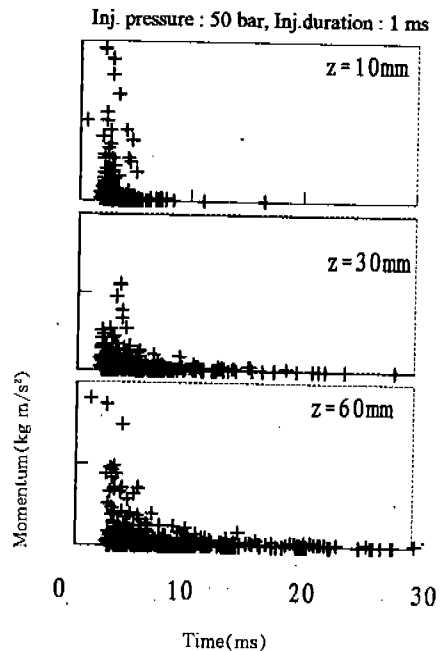 Inj. pressure : 50 bar, Inj.duration : 1 ms
z=10mm
z=30mm
z=60mm
Momentum(kg m/s²)
0 10 20 30
Time(ms)